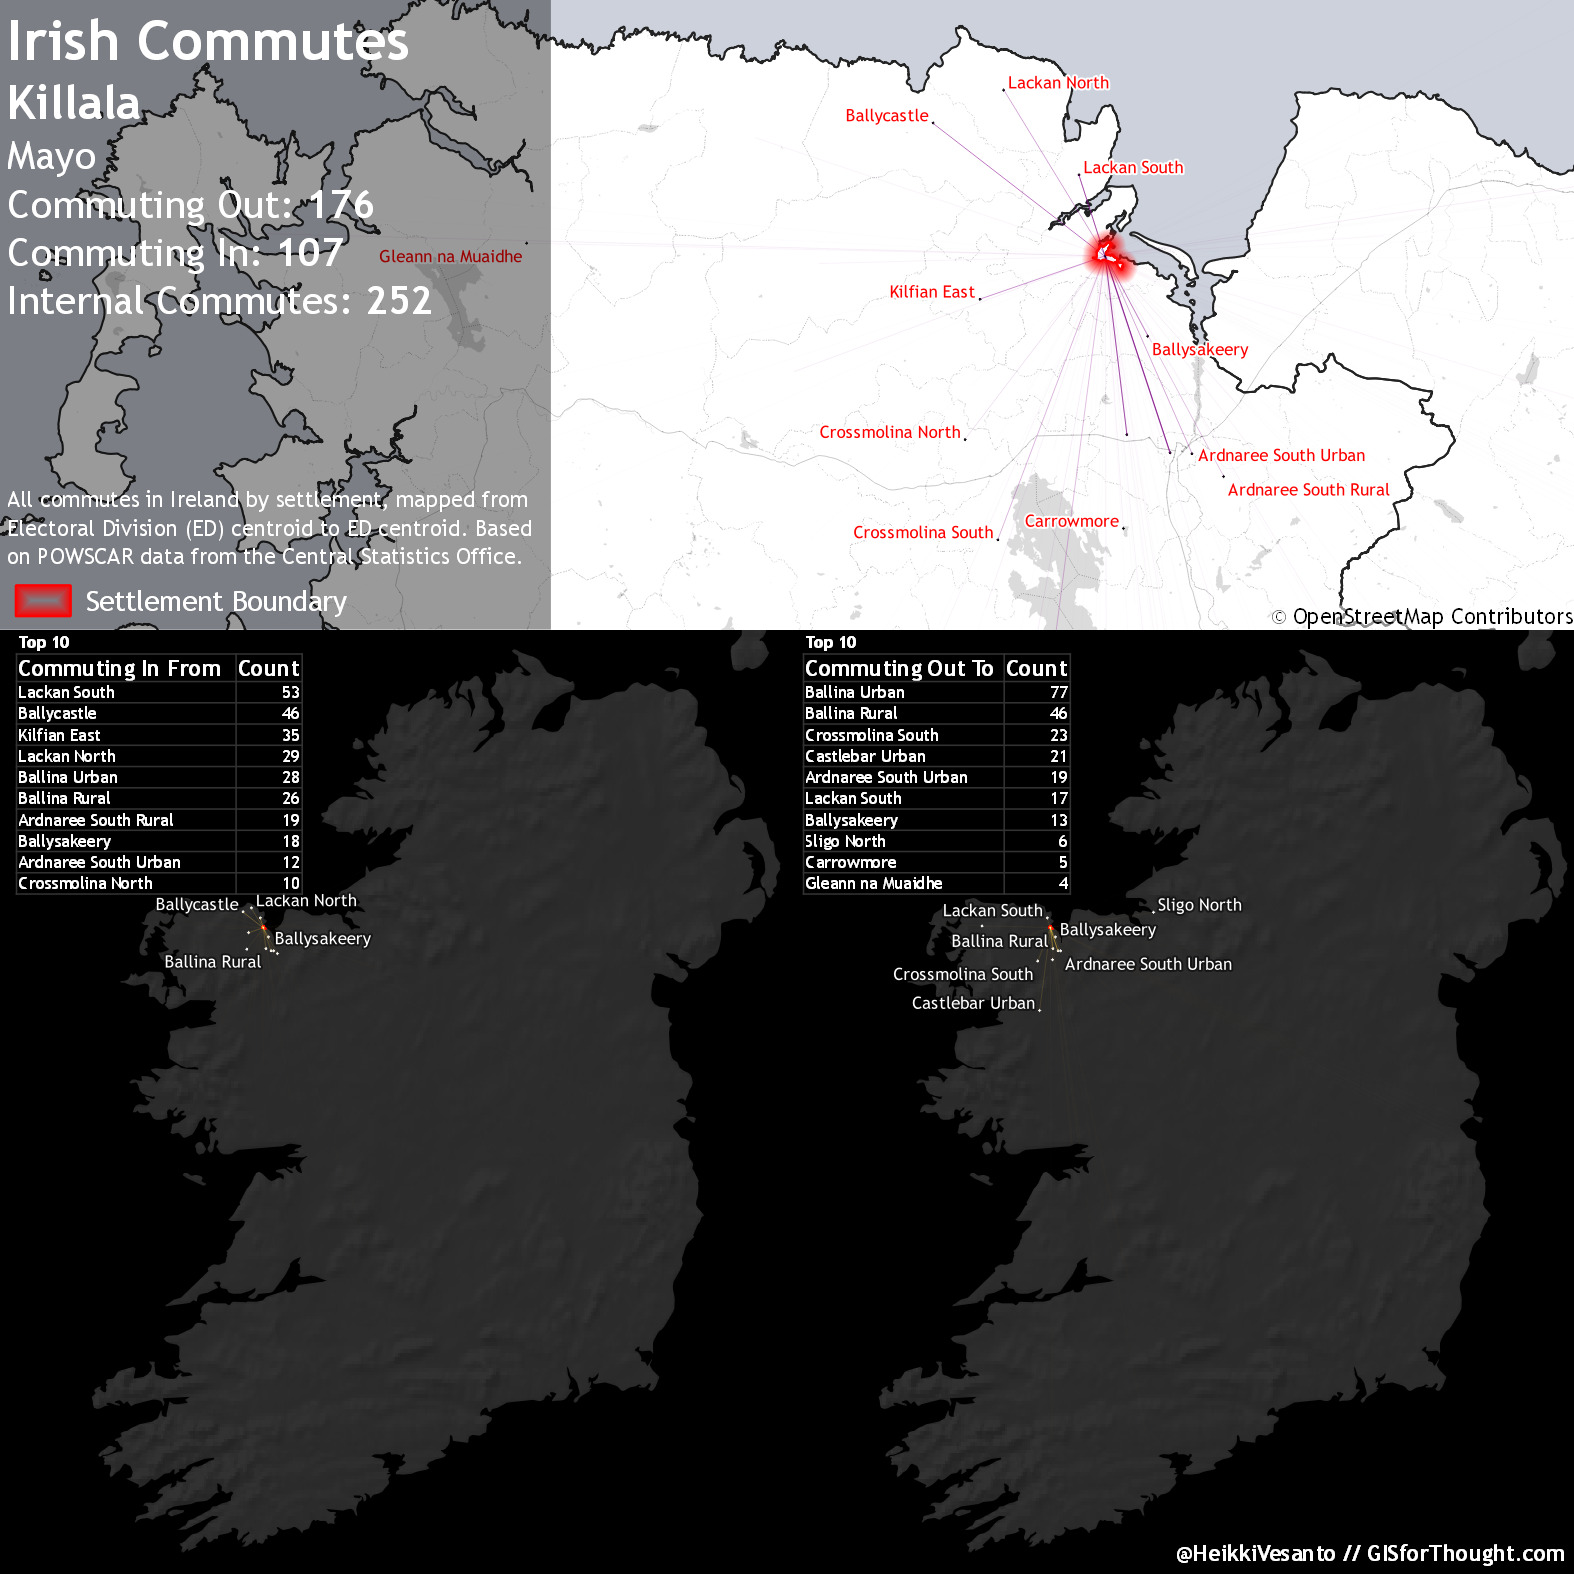 Irish Commutes
Killala
Mayo
Commuting Out: 176
Commuting In: 107
Internal Commutes: 252
All commutes in Ireland by settlement, mapped from
Electoral Division (ED) centroid to ED centroid. Based
on POWSCAR data from the Central Statistics Office.
Settlement Boundary
Lackan North
Ballycastle
Lackan South
Gleann na Muaidhe
Kilfian East
Ballysakeery
Crossmolina North
Ardnaree South Urban
Ardnaree South Rural
Carrowmore
Crossmolina South
© OpenStreetMap Contributors
Top 10
Commuting In From Count
Lackan South 53
Ballycastle 46
Kilfian East 35
Lackan North 29
Ballina Urban 28
Ballina Rural 26
Ardnaree South Rural 19
Ballysakeery 18
Ardnaree South Urban 12
Crossmolina North 10
Ballycastle
Lackan North
Ballysakeery
Ballina Rural
Top 10
Commuting Out To Count
Ballina Urban 77
Ballina Rural 46
Crossmolina South 23
Castlebar Urban 21
Ardnaree South Urban 19
Lackan South 17
Ballysakeery 13
Sligo North 6
Carrowmore 5
Gleann na Muaidhe 4
Sligo North
Lackan South
Ballysakeery
Ballina Rural
Ardnaree South Urban
Crossmolina South
Castlebar Urban
@HeikkiVesanto // GISforThought.com